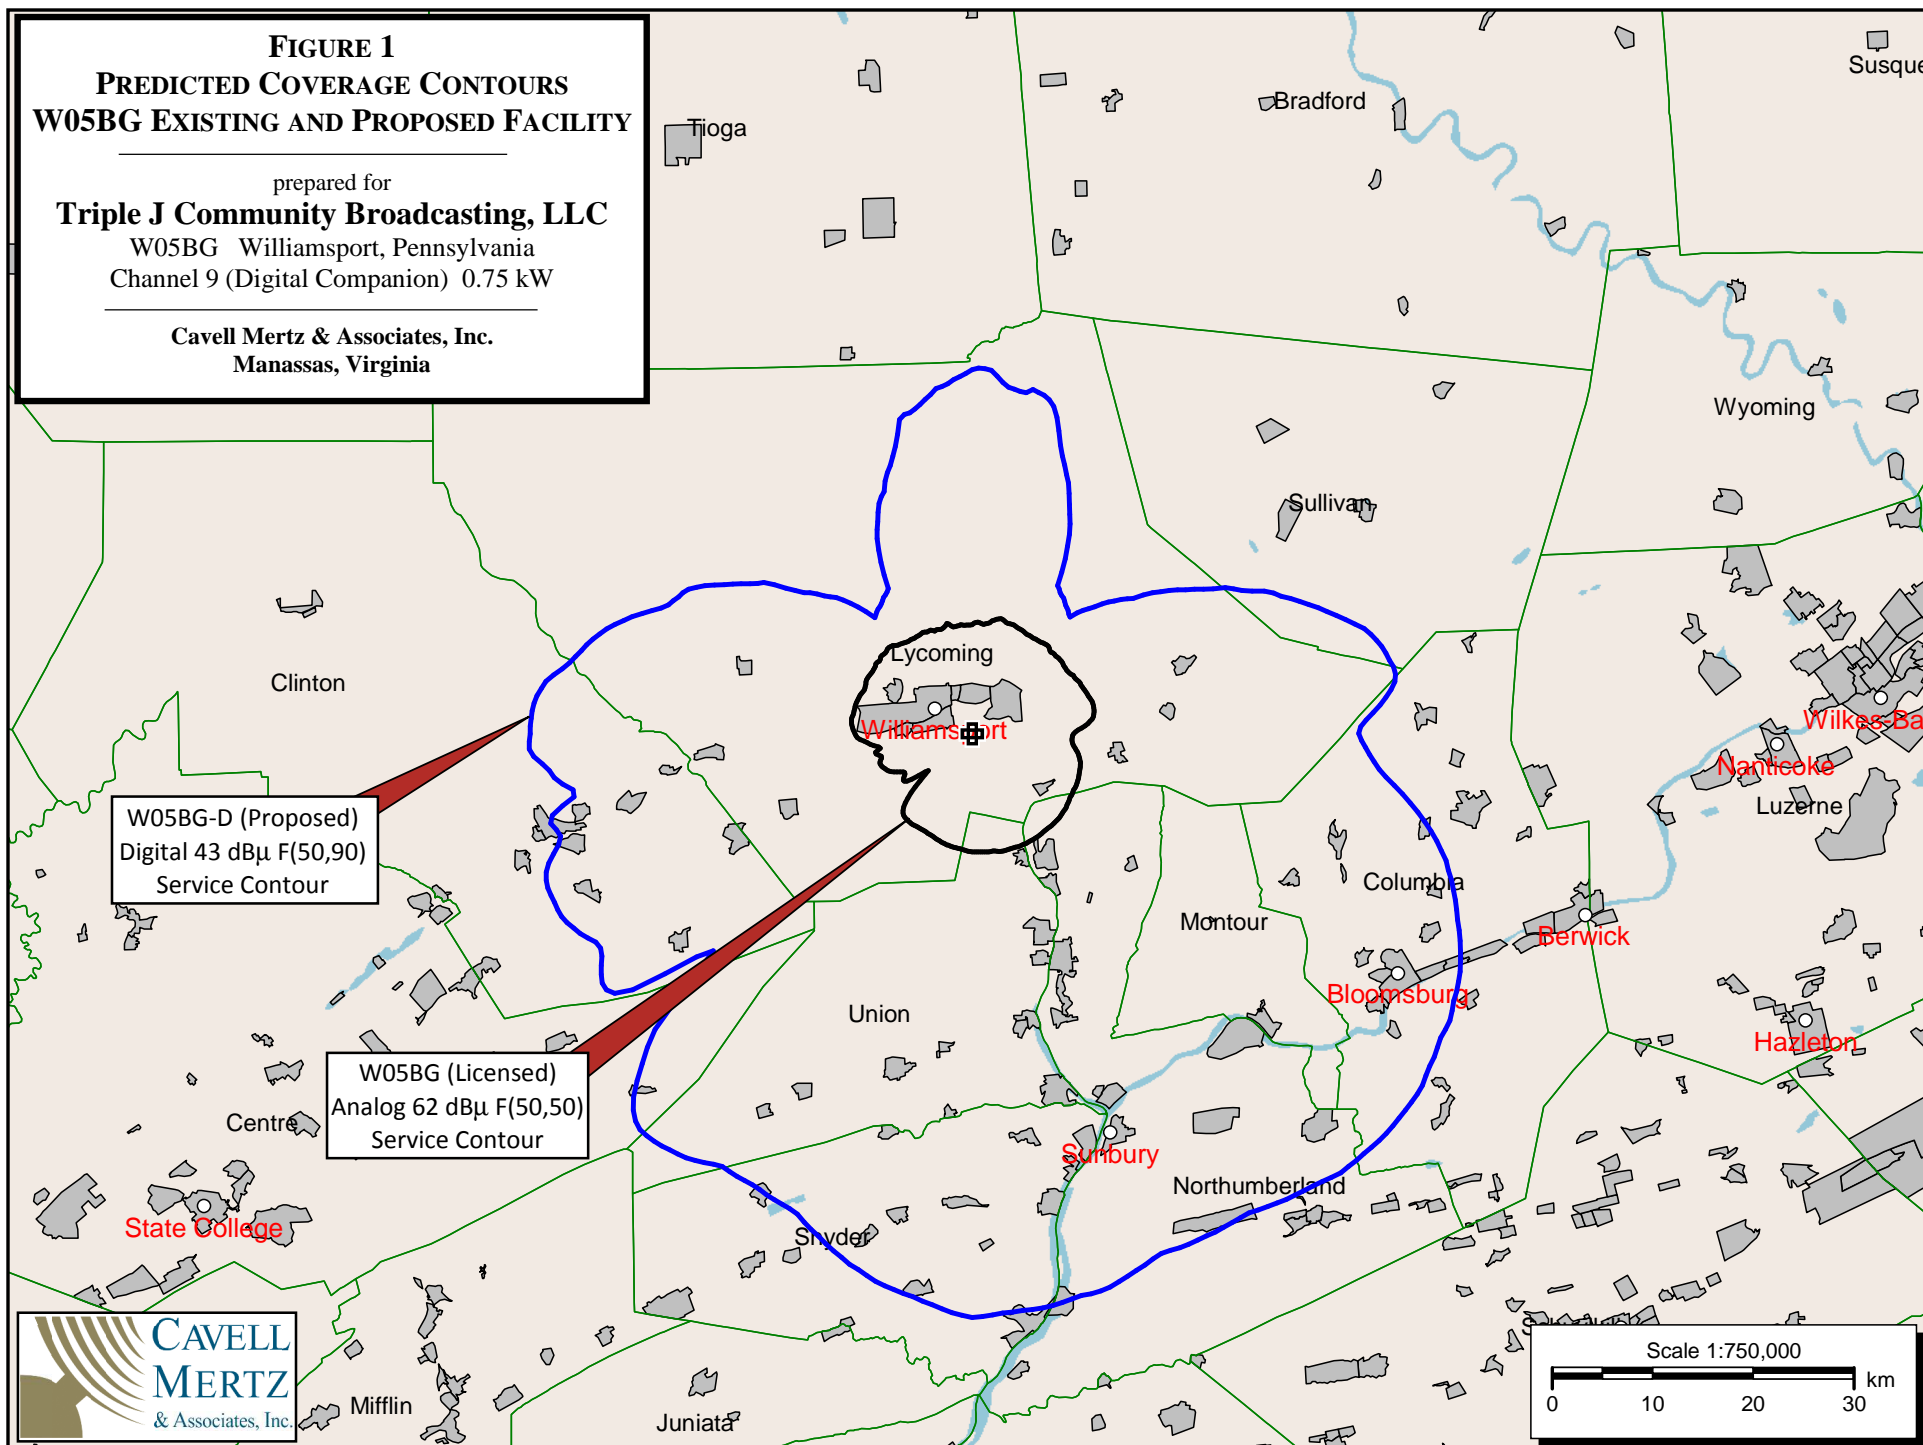 FIGURE 1
PREDICTED COVERAGE CONTOURS
W05BG EXISTING AND PROPOSED FACILITY
prepared for
Triple J Community Broadcasting, LLC
W05BG Williamsport, Pennsylvania
Channel 9 (Digital Companion) 0.75 kW
Cavell Mertz & Associates, Inc.
Manassas, Virginia
Susque
Bradford
Tioga
Wyoming
Sullivan
Lycoming
Clinton
Williamsport
Wilkes-Ba
Nanticoke
Luzerne
W05BG-D (Proposed)
Digital 43 dBµ F(50,90)
Service Contour
Columbia
Montour
Berwick
Bloomsburg
Union
Hazleton
W05BG (Licensed)
Analog 62 dBµ F(50,50)
Service Contour
Centre
Sunbury
Northumberland
State College
Snyder
CAVELL
MERTZ
& Associates, Inc.
Mifflin
Juniata
Scale 1:750,000
km
0 10 20 30